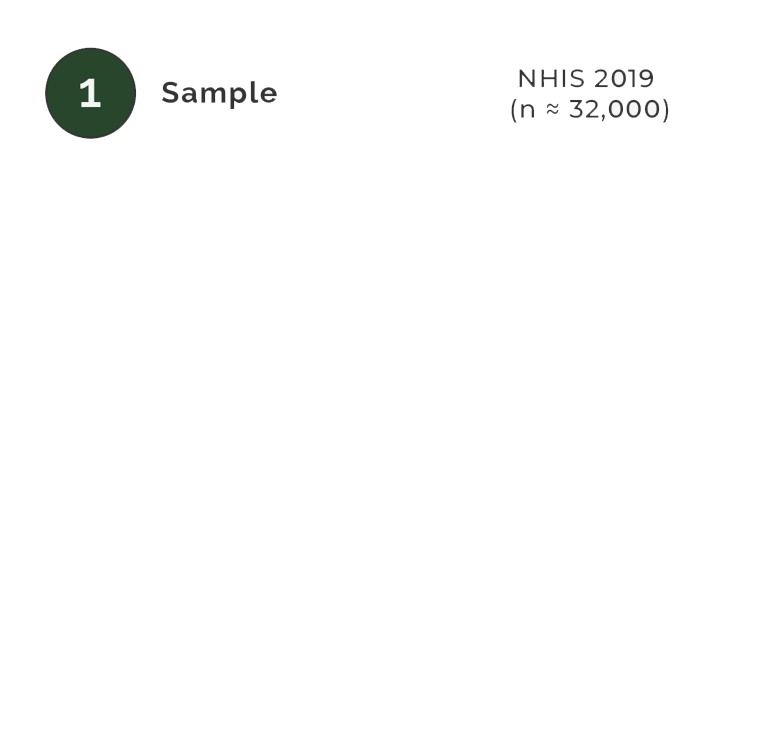 1 Sample
NHIS 2019
(n ≈ 32,000)